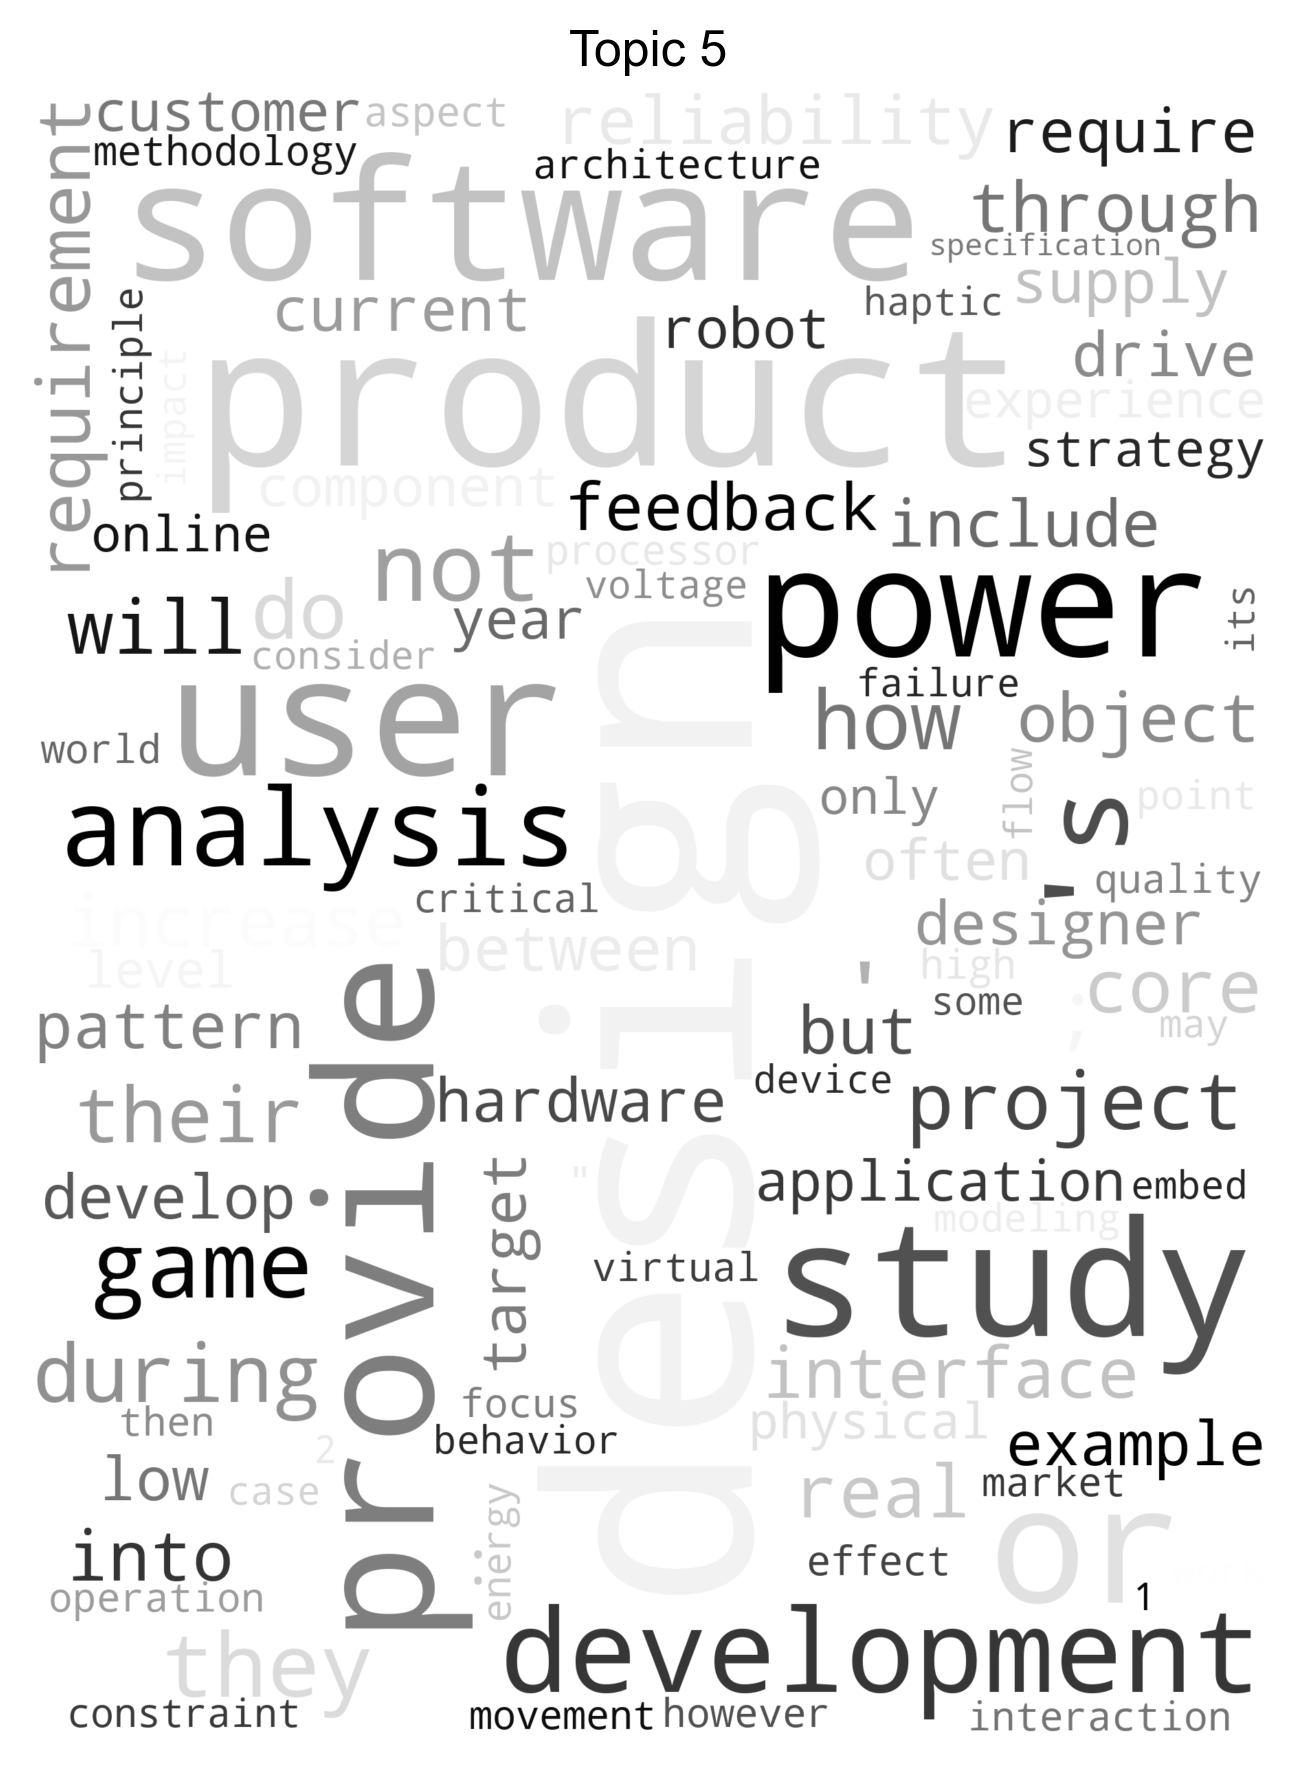 Topic 5
customer
aspect
reliability
require
methodology
architecture
requirement
software
through
specification
supply
current
haptic
robot
principle
drive
impact
product
experience
strategy
component
feedback
include
online
not
processor
voltage
power
its
will
do
year
consider
failure
user
how
object
world
design
only
flow
's
point
analysis
often
quality
critical
increase
designer
between
level
high
'
core
;
some
may
pattern
provide
but
device
hardware
project
their
"
target
application
embed
develop
modeling
game
virtual
study
during
interface
focus
physical
then
behavior
example
2
low
case
real
market
energy
or
into
effect
operation
1
development
they
constraint
movement
however
interaction